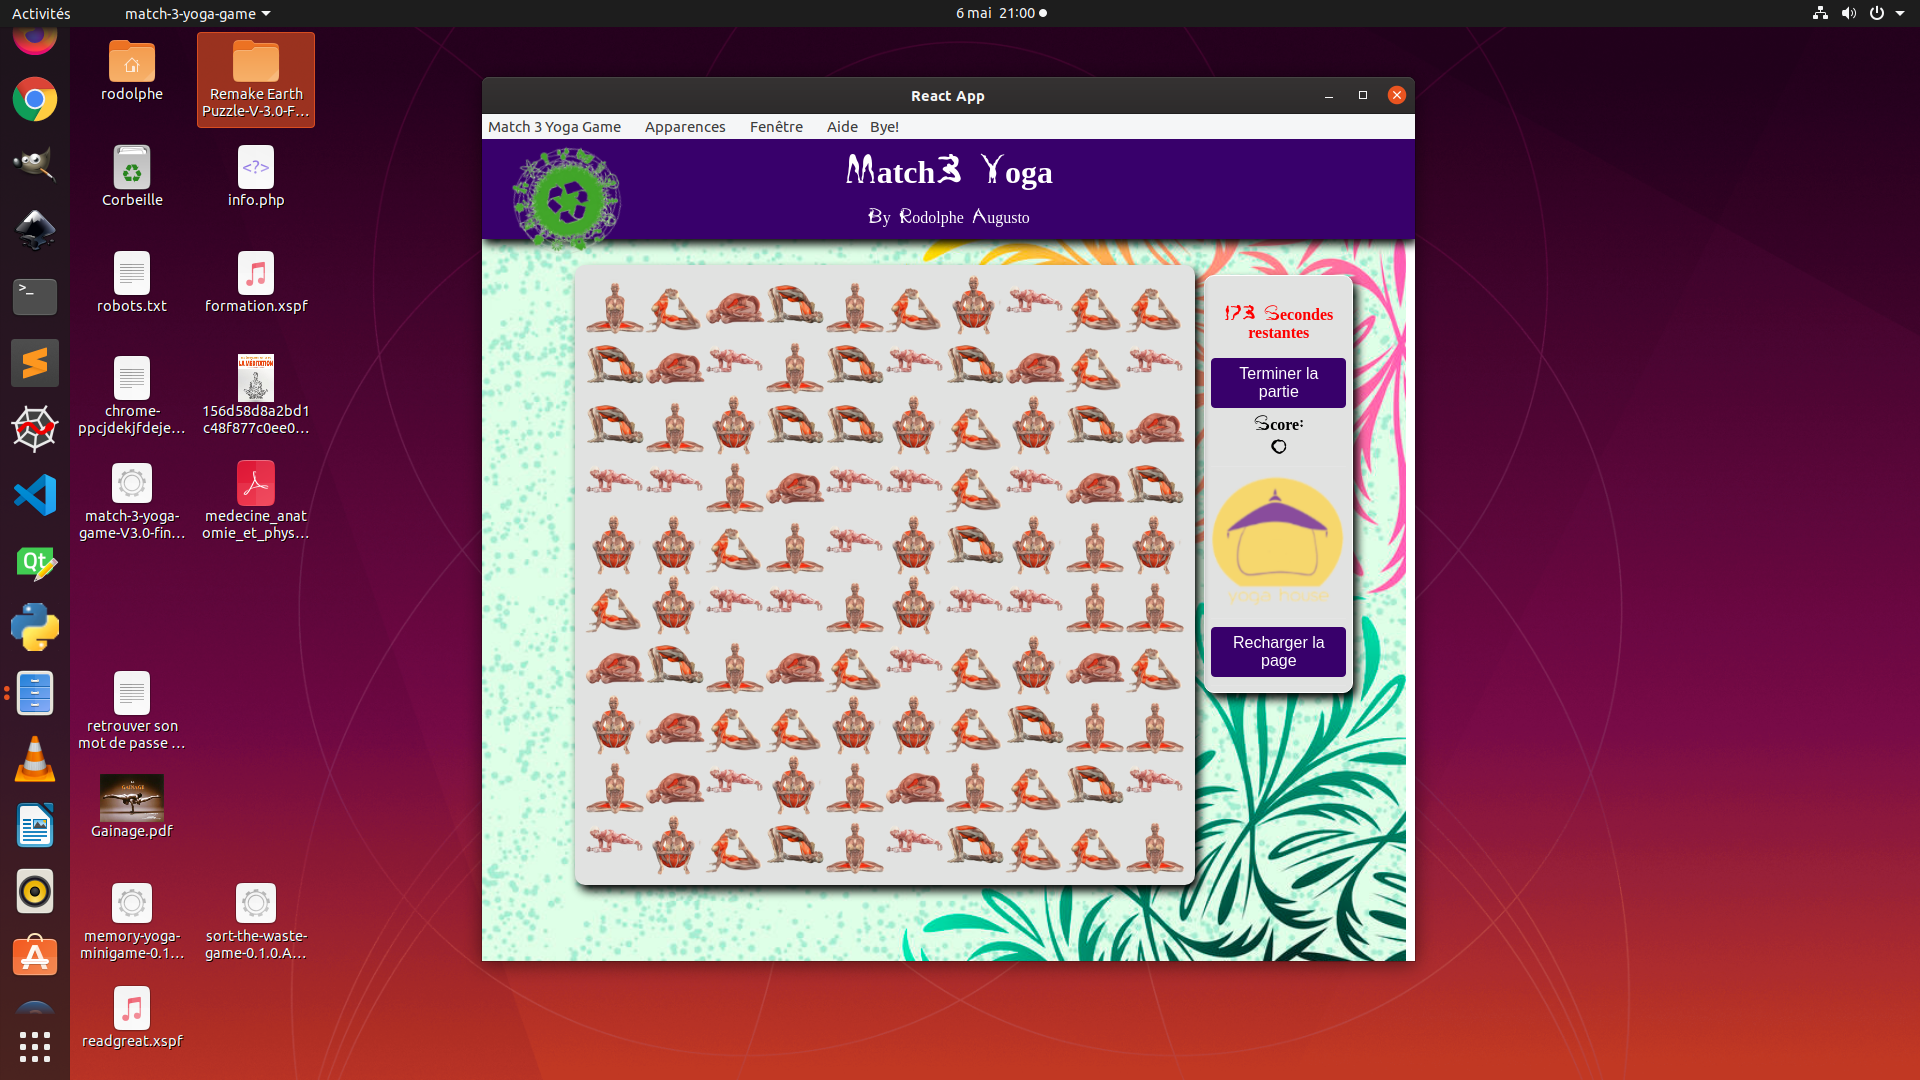 Activités
match-3-yoga-game
6 mai 21:00
rodolphe
Remake Earth
Puzzle-V-3.0-F…
Corbeille
info.php
robots.txt
formation.xspf
chrome-
ppcjdekjfdeje…
156d58d8a2bd1
c48f877c0ee0…
match-3-yoga-
game-V3.0-fin…
medecine_anat
omie_et_phys…
retrouver son
mot de passe …
Gainage.pdf
memory-yoga-
minigame-0.1…
sort-the-waste-
game-0.1.0.A…
readgreat.xspf
React App
Match 3 Yoga Game
Apparences
Fenêtre
Aide
Bye!
Match3 Yoga
By Rodolphe Augusto
173 Secondes
restantes
Terminer la
partie
Score:
0
yoga house
Recharger la
page